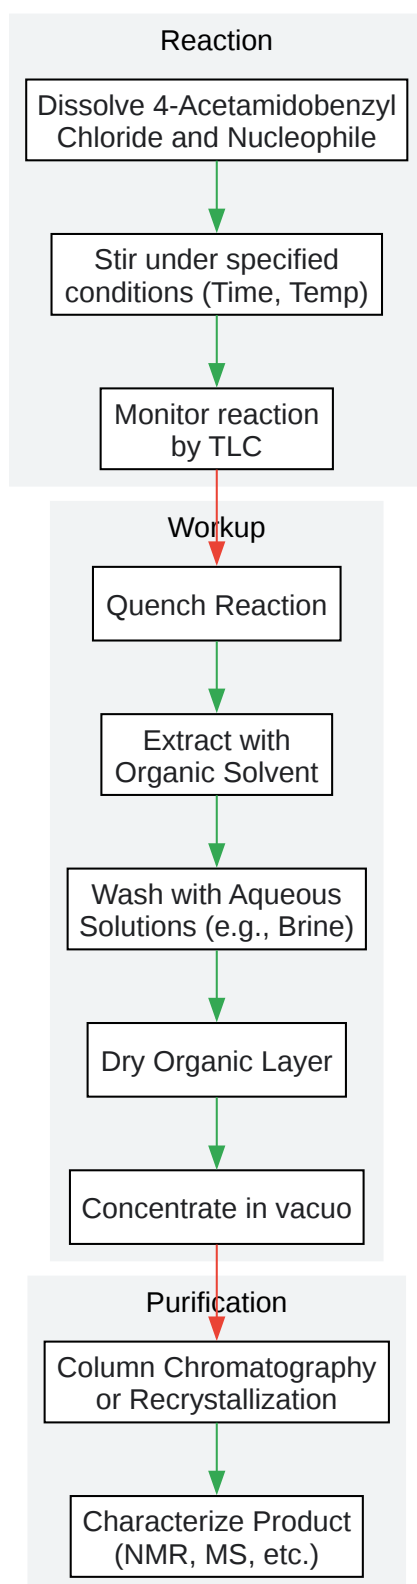 Reaction
Dissolve 4-Acetamidobenzyl
Chloride and Nucleophile
Stir under specified
conditions (Time, Temp)
Monitor reaction
by TLC
Workup
Quench Reaction
Extract with
Organic Solvent
Wash with Aqueous
Solutions (e.g., Brine)
Dry Organic Layer
Concentrate in vacuo
Purification
Column Chromatography
or Recrystallization
Characterize Product
(NMR, MS, etc.)